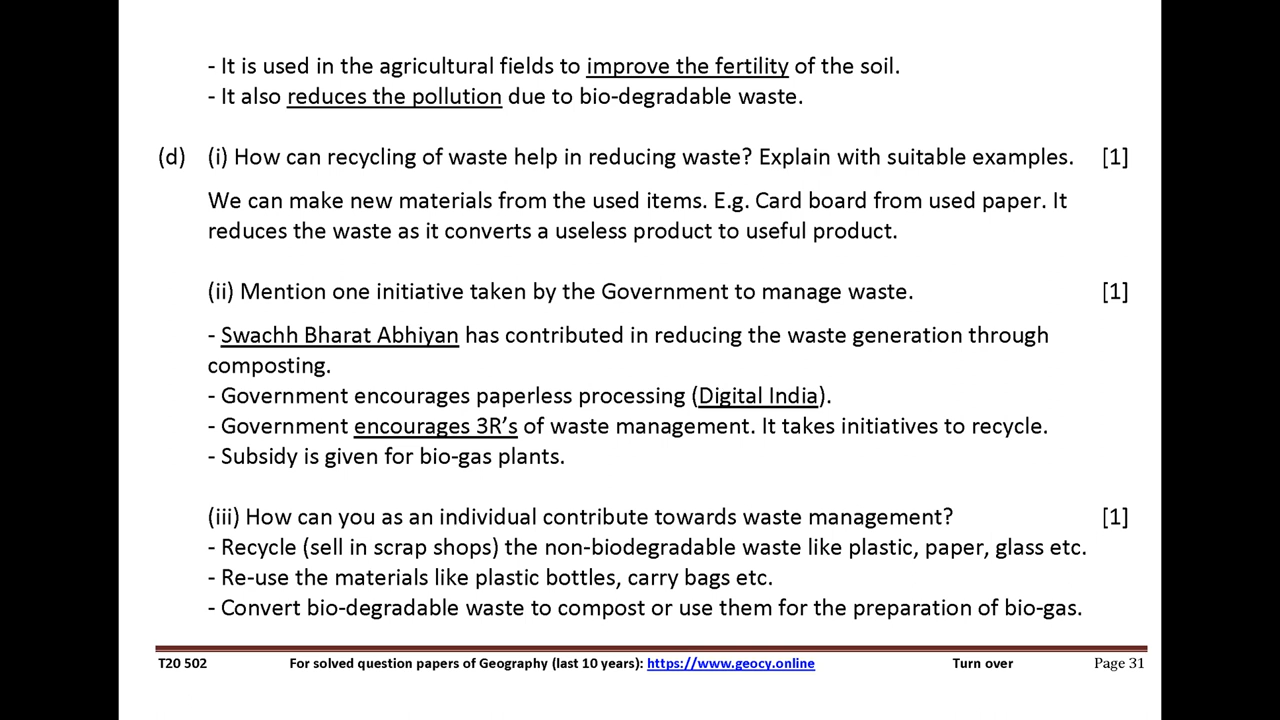 - It is used in the agricultural fields to improve the fertility of the soil.
- It also reduces the pollution due to bio-degradable waste.
(d) (i) How can recycling of waste help in reducing waste? Explain with suitable examples. [1]
We can make new materials from the used items. E.g. Card board from used paper. It
reduces the waste as it converts a useless product to useful product.
(ii) Mention one initiative taken by the Government to manage waste. [1]
- Swachh Bharat Abhiyan has contributed in reducing the waste generation through
composting.
- Government encourages paperless processing (Digital India).
- Government encourages 3R’s of waste management. It takes initiatives to recycle.
- Subsidy is given for bio-gas plants.
(iii) How can you as an individual contribute towards waste management? [1]
- Recycle (sell in scrap shops) the non-biodegradable waste like plastic, paper, glass etc.
- Re-use the materials like plastic bottles, carry bags etc.
- Convert bio-degradable waste to compost or use them for the preparation of bio-gas.
T20 502 For solved question papers of Geography (last 10 years): https://www.geocy.online Turn over Page 31